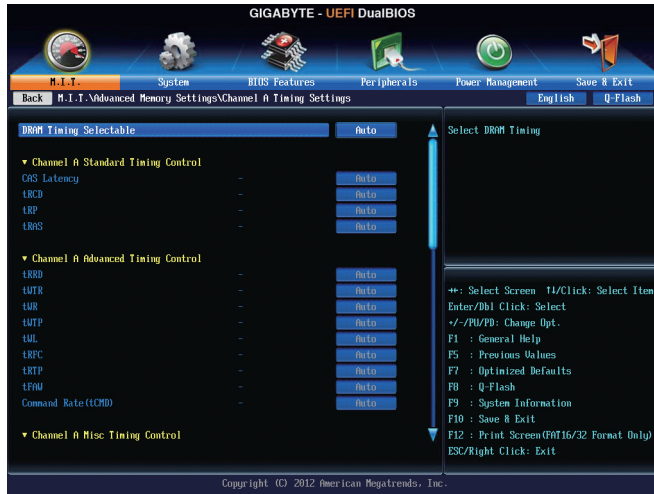 GIGABYTE - UEFI DualBIOS
M.I.T. System BIOS Features Peripherals Power Management Save & Exit
Back M.I.T.\Advanced Memory Settings\Channel A Timing Settings English Q-Flash
DRAM Timing Selectable Auto
▼ Channel A Standard Timing Control
CAS Latency - Auto
tRCD - Auto
tRP - Auto
tRAS - Auto
▼ Channel A Advanced Timing Control
tRRD - Auto
tWTR - Auto
tWR - Auto
tWTP - Auto
tWL - Auto
tRFC - Auto
tRTP - Auto
tFAW - Auto
Command Rate(tCMD) - Auto
▼ Channel A Misc Timing Control
Select DRAM Timing
→←: Select Screen ↑↓/Click: Select Item
Enter/Dbl Click: Select
+/-/PU/PD: Change Opt.
F1 : General Help
F5 : Previous Values
F7 : Optimized Defaults
F8 : Q-Flash
F9 : System Information
F10 : Save & Exit
F12 : Print Screen(FAT16/32 Format Only)
ESC/Right Click: Exit
Copyright (C) 2012 American Megatrends, Inc.